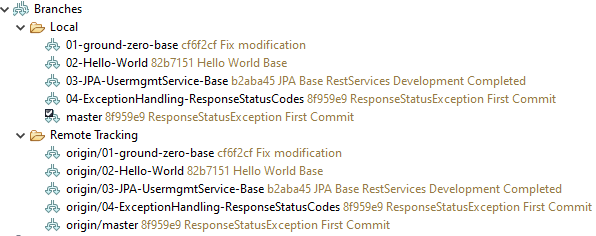 Branches
Local
01-ground-zero-base cf6f2cf Fix modification
02-Hello-World 82b7151 Hello World Base
03-JPA-UsermgmtService-Base b2aba45 JPA Base RestServices Development Completed
04-ExceptionHandling-ResponseStatusCodes 8f959e9 ResponseStatusException First Commit
master 8f959e9 ResponseStatusException First Commit
Remote Tracking
origin/01-ground-zero-base cf6f2cf Fix modification
origin/02-Hello-World 82b7151 Hello World Base
origin/03-JPA-UsermgmtService-Base b2aba45 JPA Base RestServices Development Completed
origin/04-ExceptionHandling-ResponseStatusCodes 8f959e9 ResponseStatusException First Commit
origin/master 8f959e9 ResponseStatusException First Commit